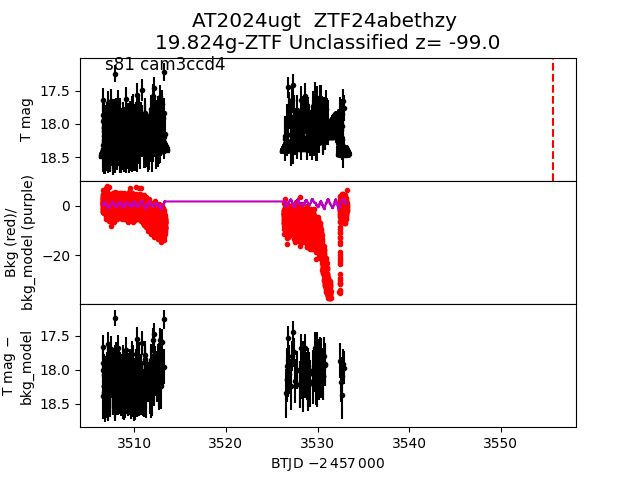 AT2024ugt  ZTF24abethzy
19.824g-ZTF Unclassified z= -99.0
s81 cam3ccd4
17.5
18.0
18.5
T mag
0
−20
Bkg (red)/
bkg_model (purple)
17.5
18.0
18.5
T mag −
bkg_model
3510 3520 3530 3540 3550
BTJD −2 457 000